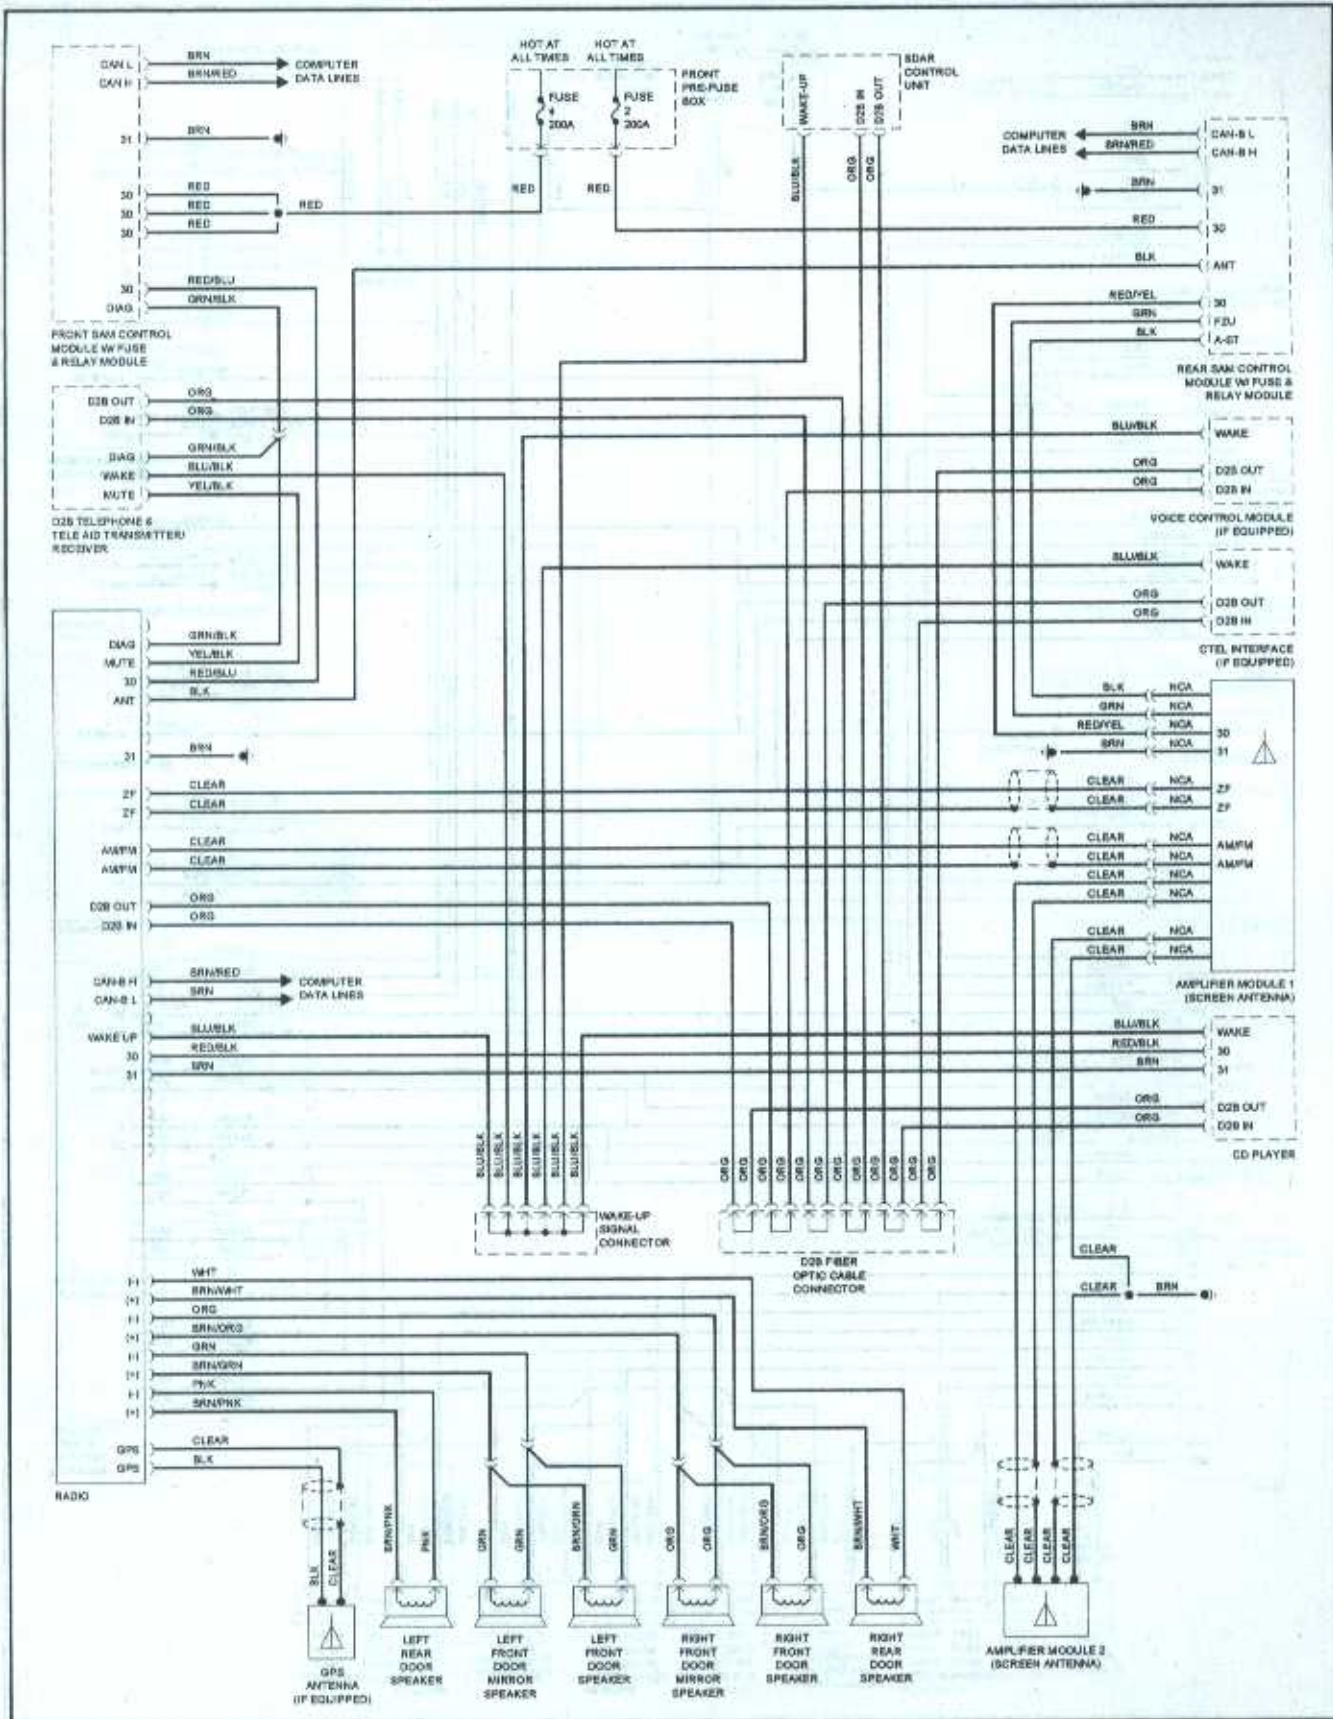 HOT AT
ALL TIMES
HOT AT
ALL TIMES
FUSE
4
200A
FUSE
2
200A
FRONT
PRE-FUSE
BOX
RED
RED
CAN L
BRN
CAN H
BRN/RED
COMPUTER
DATA LINES
31
BRN
30
RED
30
RED
30
RED
RED
30
RED/BLU
DIAG
GRN/BLK
FRONT SAM CONTROL
MODULE W/ FUSE
& RELAY MODULE
WAKE-UP
D2B IN
D2B OUT
SDAR
CONTROL
UNIT
BLU/BLK
ORG
ORG
COMPUTER
DATA LINES
BRN
CAN-B L
BRN/RED
CAN-B H
BRN
31
RED
30
BLK
ANT
RED/YEL
30
GRN
FZU
BLK
A-ST
REAR SAM CONTROL
MODULE W/ FUSE &
RELAY MODULE
D2B OUT
ORG
D2B IN
ORG
DIAG
GRN/BLK
WAKE
BLU/BLK
MUTE
YEL/BLK
D2B TELEPHONE &
TELE AID TRANSMITTER/
RECEIVER
BLU/BLK
WAKE
ORG
D2B OUT
ORG
D2B IN
VOICE CONTROL MODULE
(IF EQUIPPED)
BLU/BLK
WAKE
ORG
D2B OUT
ORG
D2B IN
CTEL INTERFACE
(IF EQUIPPED)
DIAG
GRN/BLK
MUTE
YEL/BLK
30
RED/BLU
ANT
BLK
31
BRN
ZF
CLEAR
ZF
CLEAR
AM/FM
CLEAR
AM/FM
CLEAR
D2B OUT
ORG
D2B IN
ORG
CAN-B H
BRN/RED
CAN-B L
BRN
COMPUTER
DATA LINES
WAKE UP
BLU/BLK
30
RED/BLK
31
BRN
BLK
NCA
GRN
NCA
RED/YEL
NCA
30
BRN
NCA
31
CLEAR
NCA
ZF
CLEAR
NCA
ZF
CLEAR
NCA
AM/FM
CLEAR
NCA
AM/FM
CLEAR
NCA
CLEAR
NCA
CLEAR
NCA
CLEAR
NCA
AMPLIFIER MODULE 1
(SCREEN ANTENNA)
BLU/BLK
WAKE
RED/BLK
30
BRN
31
ORG
D2B OUT
ORG
D2B IN
CD PLAYER
BLU/BLK
BLU/BLK
BLU/BLK
BLU/BLK
BLU/BLK
BLU/BLK
WAKE-UP
SIGNAL
CONNECTOR
ORG
ORG
ORG
ORG
ORG
ORG
ORG
ORG
ORG
ORG
ORG
ORG
D2B FIBER
OPTIC CABLE
CONNECTOR
CLEAR
CLEAR
BRN
(-)
WHT
(+)
BRN/WHT
(-)
ORG
(+)
BRN/ORG
(-)
GRN
(+)
BRN/GRN
(-)
PNK
(+)
BRN/PNK
GPS
CLEAR
GPS
BLK
RADIO
BLK
CLEAR
BRN/PNK
PNK
GRN
GRN
BRN/GRN
GRN
ORG
ORG
BRN/ORG
ORG
BRN/WHT
WHT
CLEAR
CLEAR
CLEAR
CLEAR
GPS
ANTENNA
(IF EQUIPPED)
LEFT
REAR
DOOR
SPEAKER
LEFT
FRONT
DOOR
MIRROR
SPEAKER
LEFT
FRONT
DOOR
SPEAKER
RIGHT
FRONT
DOOR
MIRROR
SPEAKER
RIGHT
FRONT
DOOR
SPEAKER
RIGHT
REAR
DOOR
SPEAKER
AMPLIFIER MODULE 2
(SCREEN ANTENNA)